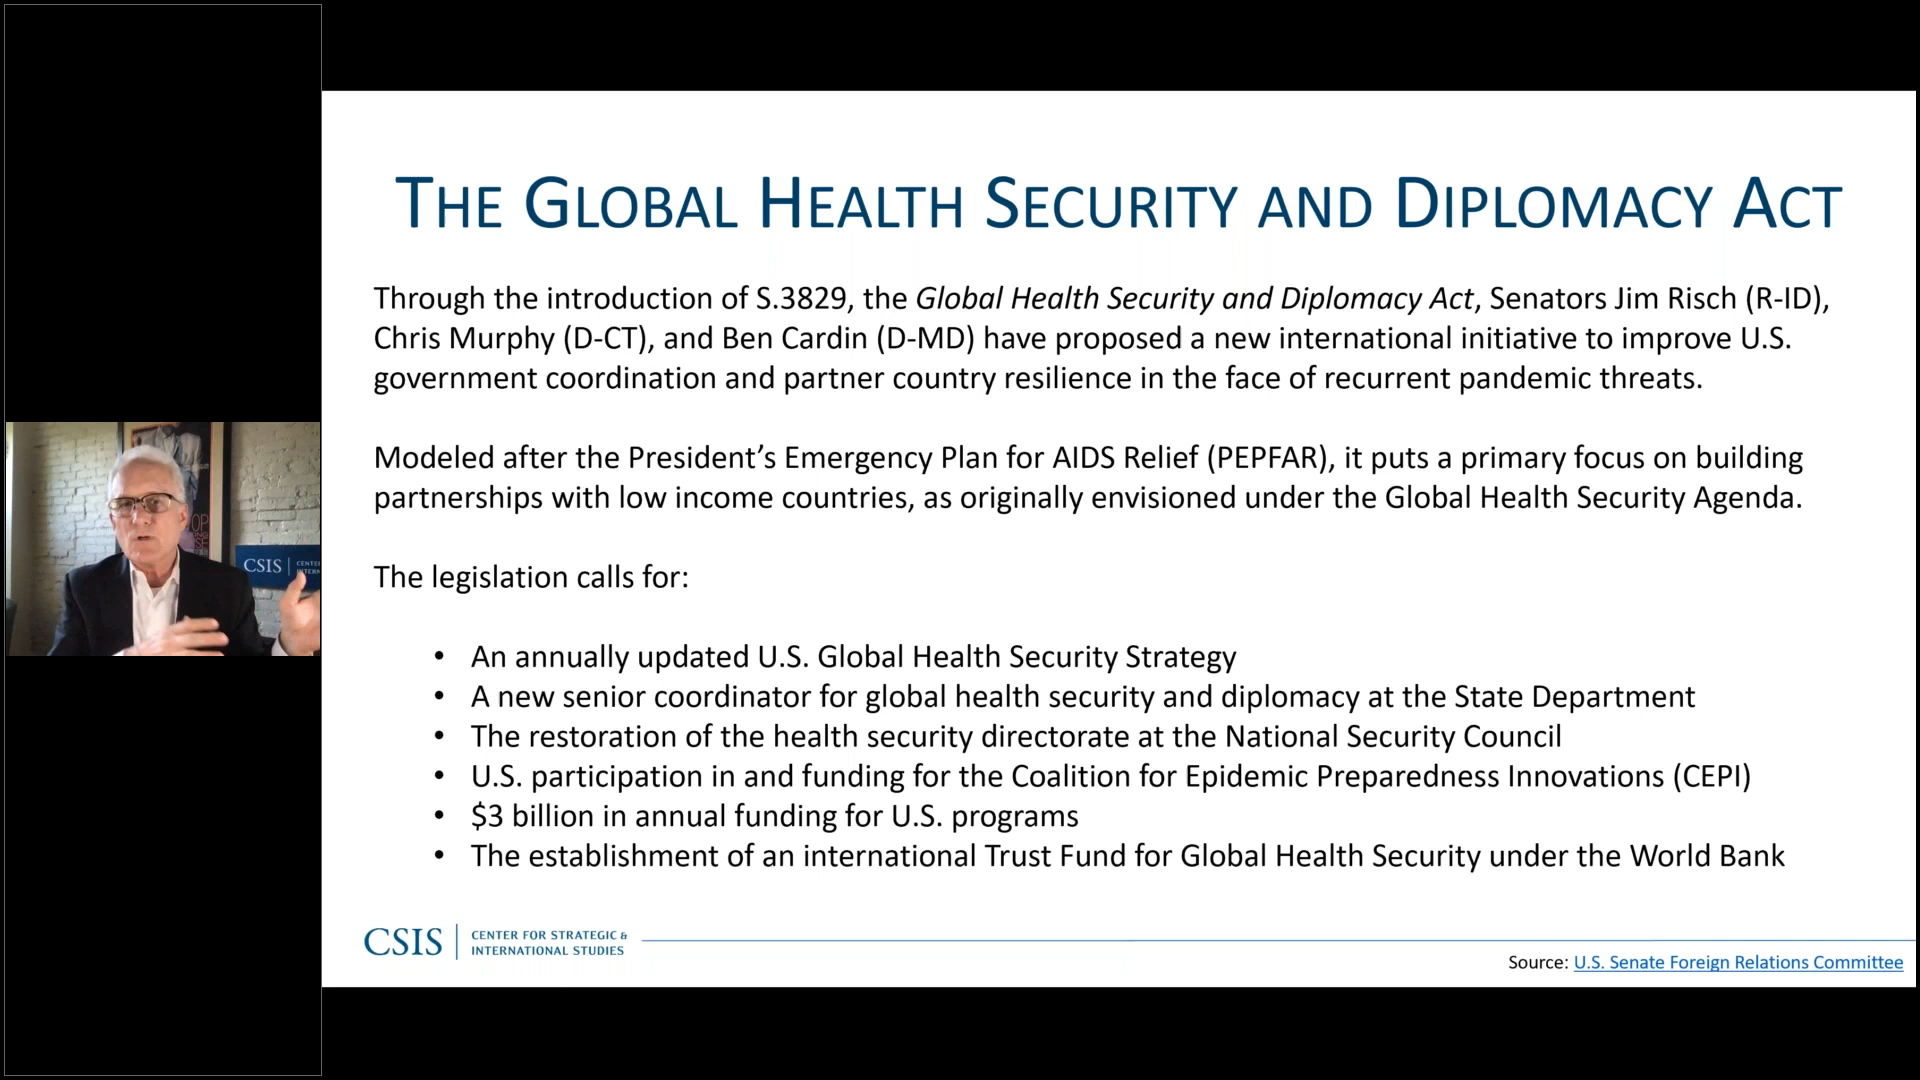 THE GLOBAL HEALTH SECURITY AND DIPLOMACY ACT
Through the introduction of S.3829, the Global Health Security and Diplomacy Act, Senators Jim Risch (R-ID),
Chris Murphy (D-CT), and Ben Cardin (D-MD) have proposed a new international initiative to improve U.S.
government coordination and partner country resilience in the face of recurrent pandemic threats.
Modeled after the President’s Emergency Plan for AIDS Relief (PEPFAR), it puts a primary focus on building
partnerships with low income countries, as originally envisioned under the Global Health Security Agenda.
The legislation calls for:
• An annually updated U.S. Global Health Security Strategy
• A new senior coordinator for global health security and diplomacy at the State Department
• The restoration of the health security directorate at the National Security Council
• U.S. participation in and funding for the Coalition for Epidemic Preparedness Innovations (CEPI)
• $3 billion in annual funding for U.S. programs
• The establishment of an international Trust Fund for Global Health Security under the World Bank
CSIS
CENTER FOR STRATEGIC &
INTERNATIONAL STUDIES
Source: U.S. Senate Foreign Relations Committee
CSIS